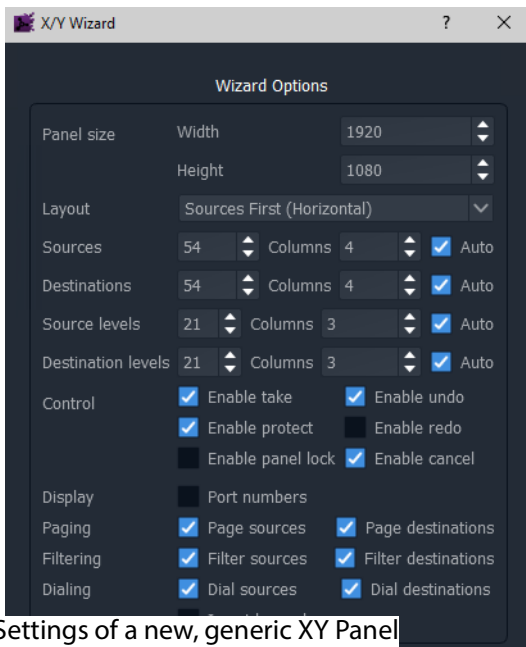 X/Y Wizard ? ×
Wizard Options
Panel size Width 1920
Height 1080
Layout Sources First (Horizontal)
Sources 54 Columns 4 Auto
Destinations 54 Columns 4 Auto
Source levels 21 Columns 3 Auto
Destination levels 21 Columns 3 Auto
Control Enable take Enable undo
Enable protect Enable redo
Enable panel lock Enable cancel
Display Port numbers
Paging Page sources Page destinations
Filtering Filter sources Filter destinations
Dialing Dial sources Dial destinations
Settings of a new, generic XY Panel